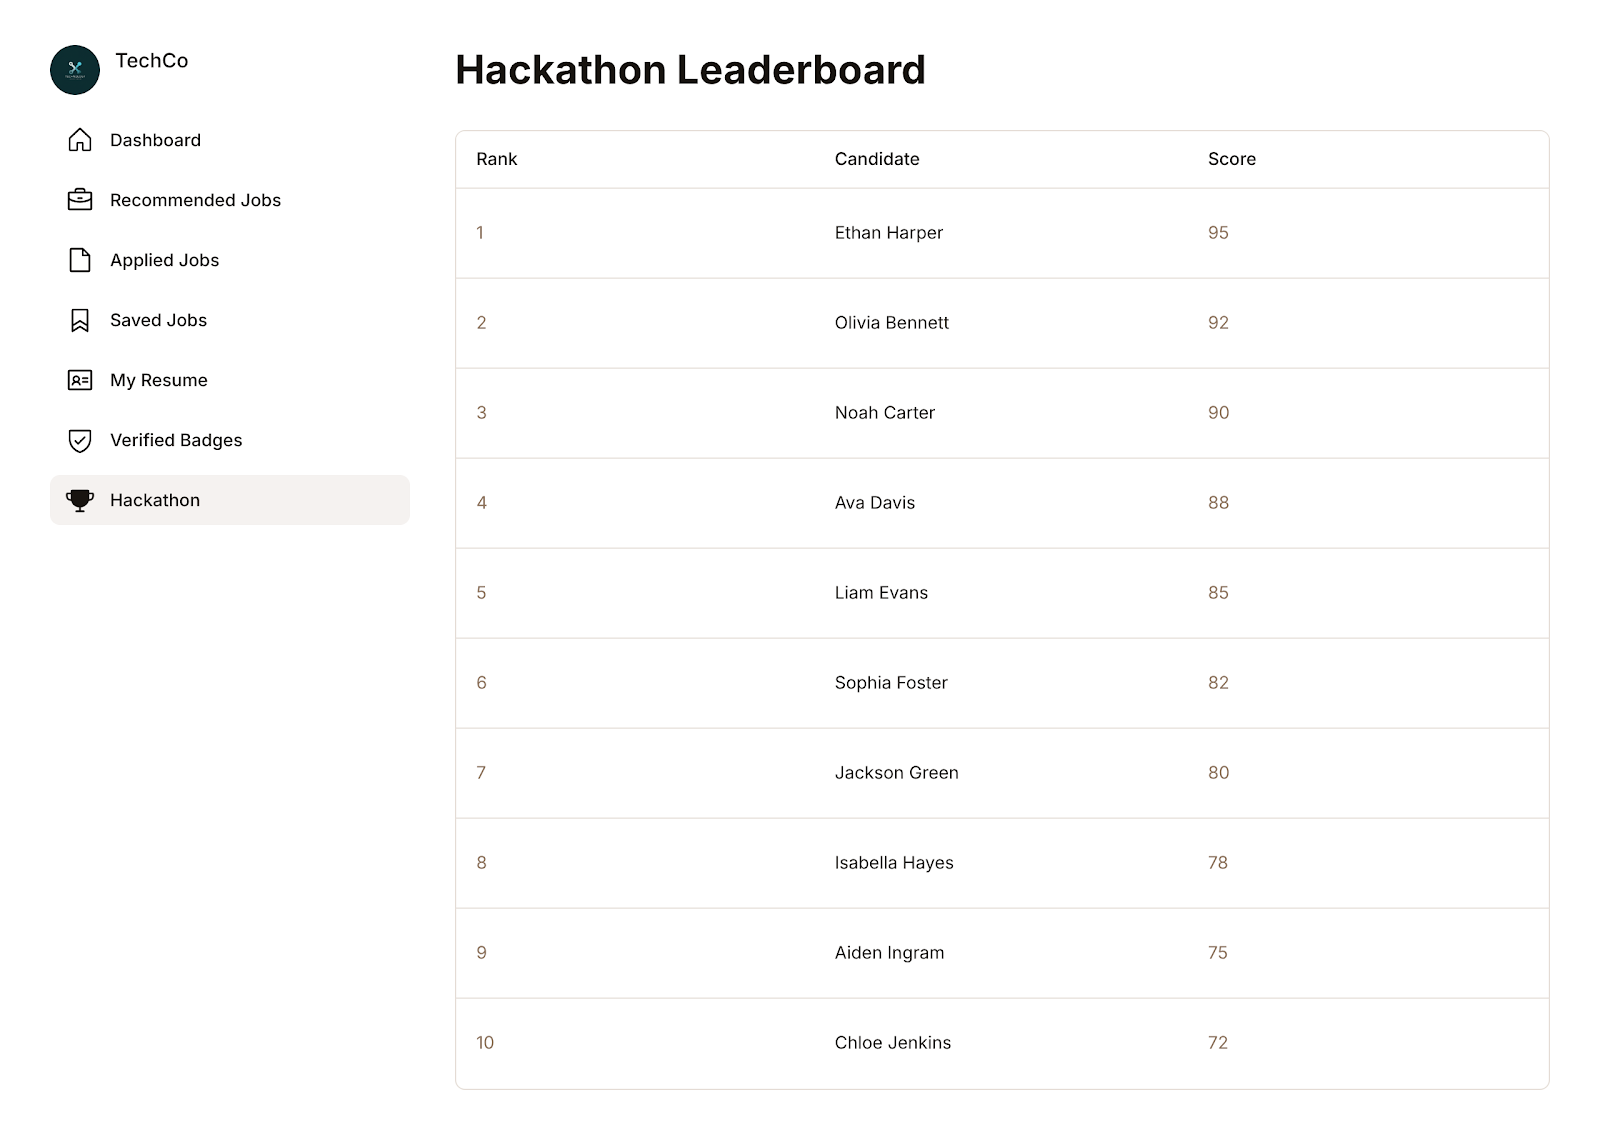 TechCo
Dashboard
Recommended Jobs
Applied Jobs
Saved Jobs
My Resume
Verified Badges
Hackathon
Hackathon Leaderboard
Rank Candidate Score
1 Ethan Harper 95
2 Olivia Bennett 92
3 Noah Carter 90
4 Ava Davis 88
5 Liam Evans 85
6 Sophia Foster 82
7 Jackson Green 80
8 Isabella Hayes 78
9 Aiden Ingram 75
10 Chloe Jenkins 72